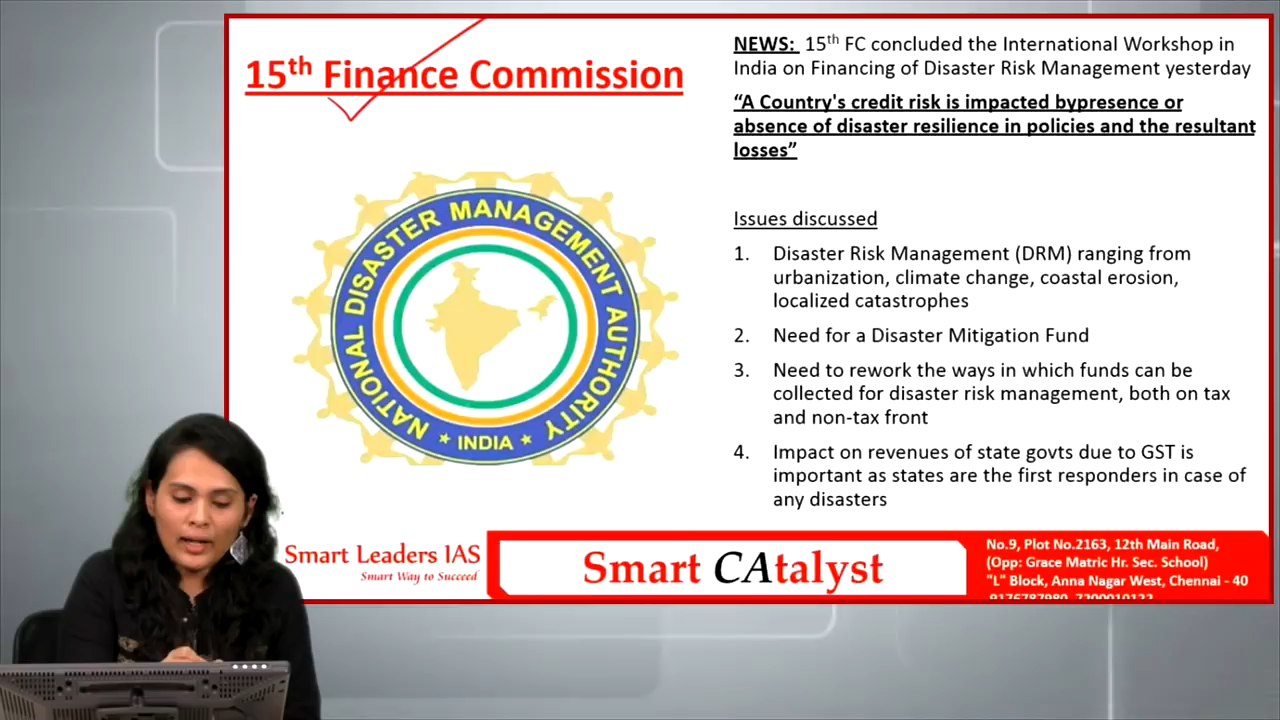 15th Finance Commission
NATIONAL DISASTER MANAGEMENT AUTHORITY
★ INDIA ★
NEWS: 15th FC concluded the International Workshop in
India on Financing of Disaster Risk Management yesterday
“A Country's credit risk is impacted bypresence or
absence of disaster resilience in policies and the resultant
losses”
Issues discussed
1. Disaster Risk Management (DRM) ranging from
urbanization, climate change, coastal erosion,
localized catastrophes
2. Need for a Disaster Mitigation Fund
3. Need to rework the ways in which funds can be
collected for disaster risk management, both on tax
and non-tax front
4. Impact on revenues of state govts due to GST is
important as states are the first responders in case of
any disasters
Smart Leaders IAS
Smart Way to Succeed
Smart CAtalyst
No.9, Plot No.2163, 12th Main Road,
(Opp: Grace Matric Hr. Sec. School)
"L" Block, Anna Nagar West, Chennai - 40
9176787980, 7200010122